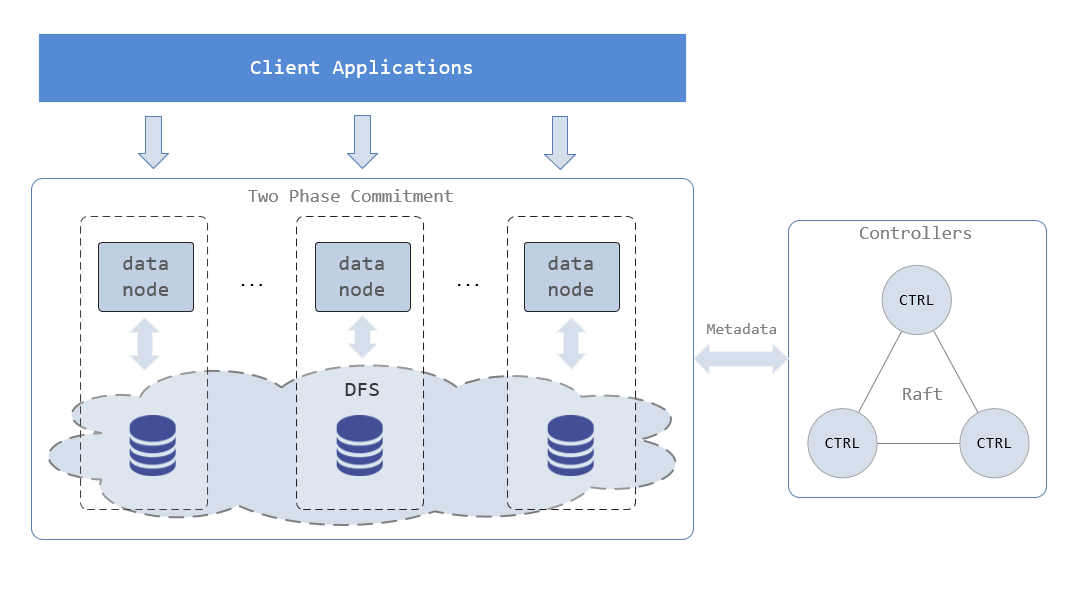 Client Applications
Two Phase Commitment
data
node
...
data
node
...
data
node
DFS
Metadata
Controllers
CTRL
Raft
CTRL
CTRL